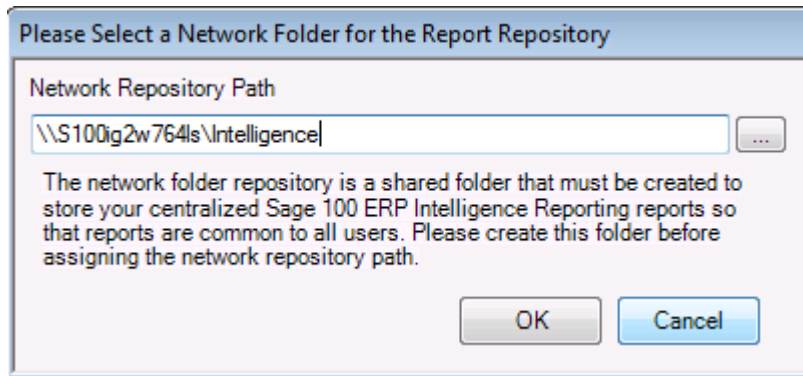 Please Select a Network Folder for the Report Repository
Network Repository Path
\\S100ig2w764ls\Intelligence
...
The network folder repository is a shared folder that must be created to
store your centralized Sage 100 ERP Intelligence Reporting reports so
that reports are common to all users. Please create this folder before
assigning the network repository path.
OK Cancel